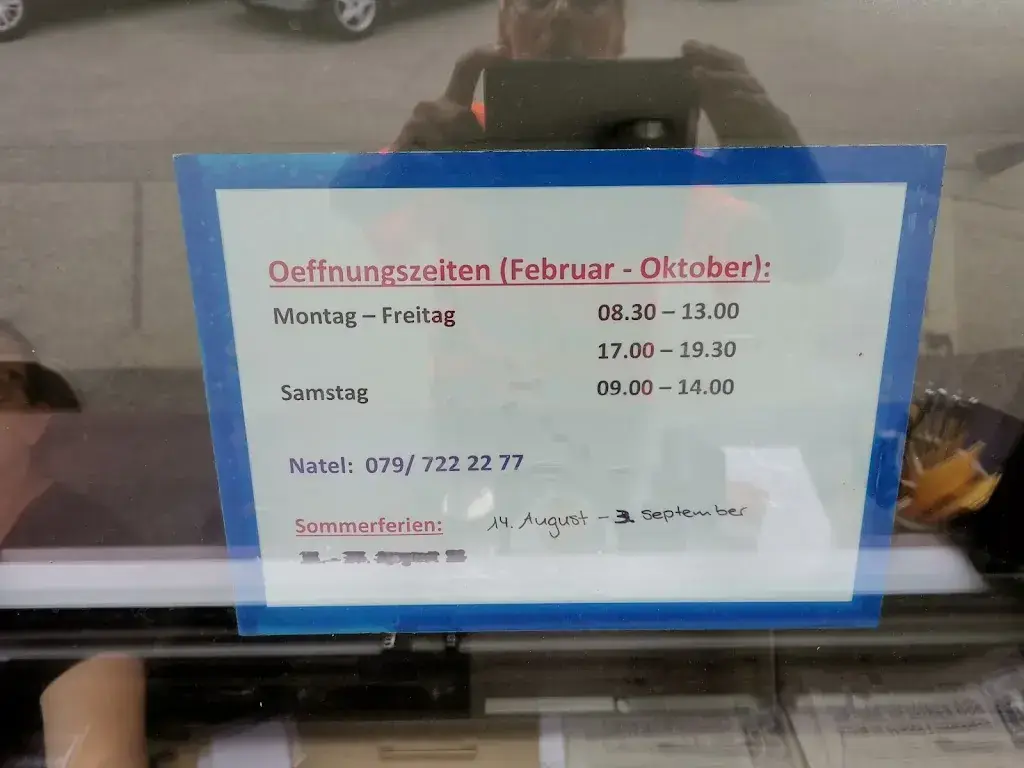 Oeffnungszeiten (Februar - Oktober):
Montag – Freitag 08.30 – 13.00
17.00 – 19.30
Samstag 09.00 – 14.00
Natel: 079/ 722 22 77
Sommerferien: 14. August – 3. September